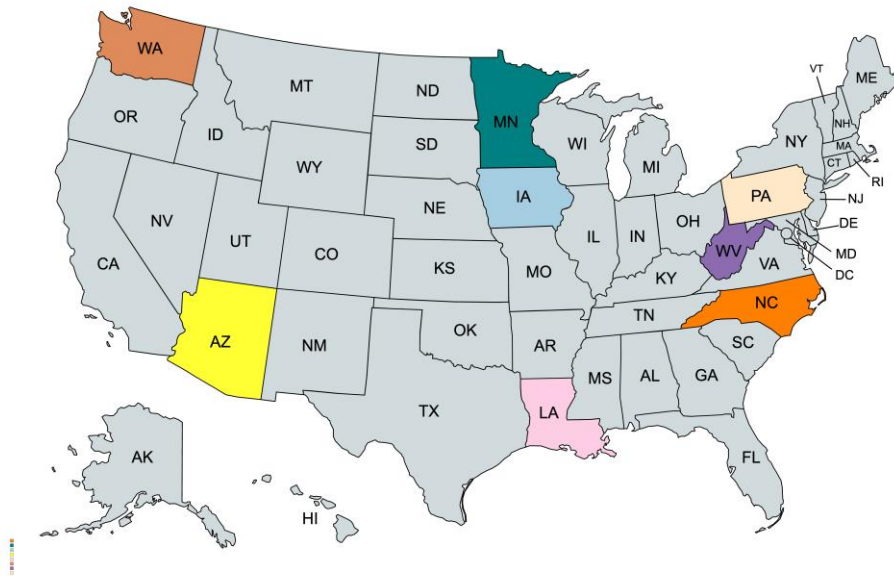 WA
MT
ND
MN
VT
ME
OR
ID
SD
WI
NH
NY
MA
WY
MI
CT
RI
IA
PA
NJ
NE
NV
OH
DE
IL
IN
UT
CO
WV
MD
CA
KS
MO
VA
DC
KY
NC
TN
OK
AZ
NM
AR
SC
MS
AL
GA
TX
LA
AK
FL
HI